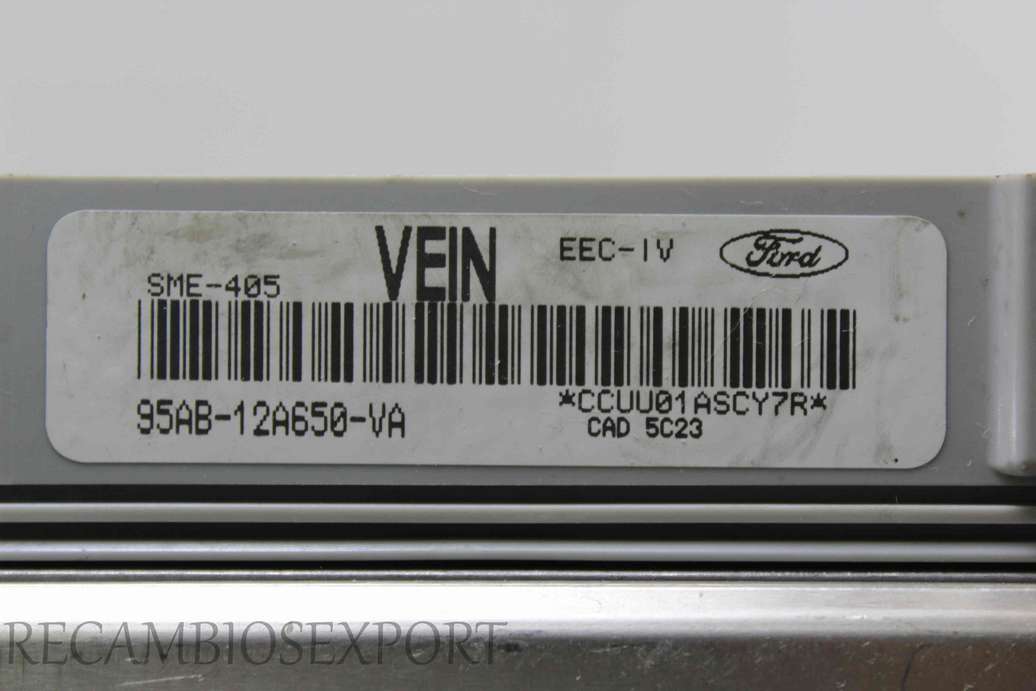 VEIN
EEC-IV
Ford
SME-405
95AB-12A650-VA
*CCUU01ASCY7R*
CAD 5C23
RECAMBIOSEXPORT